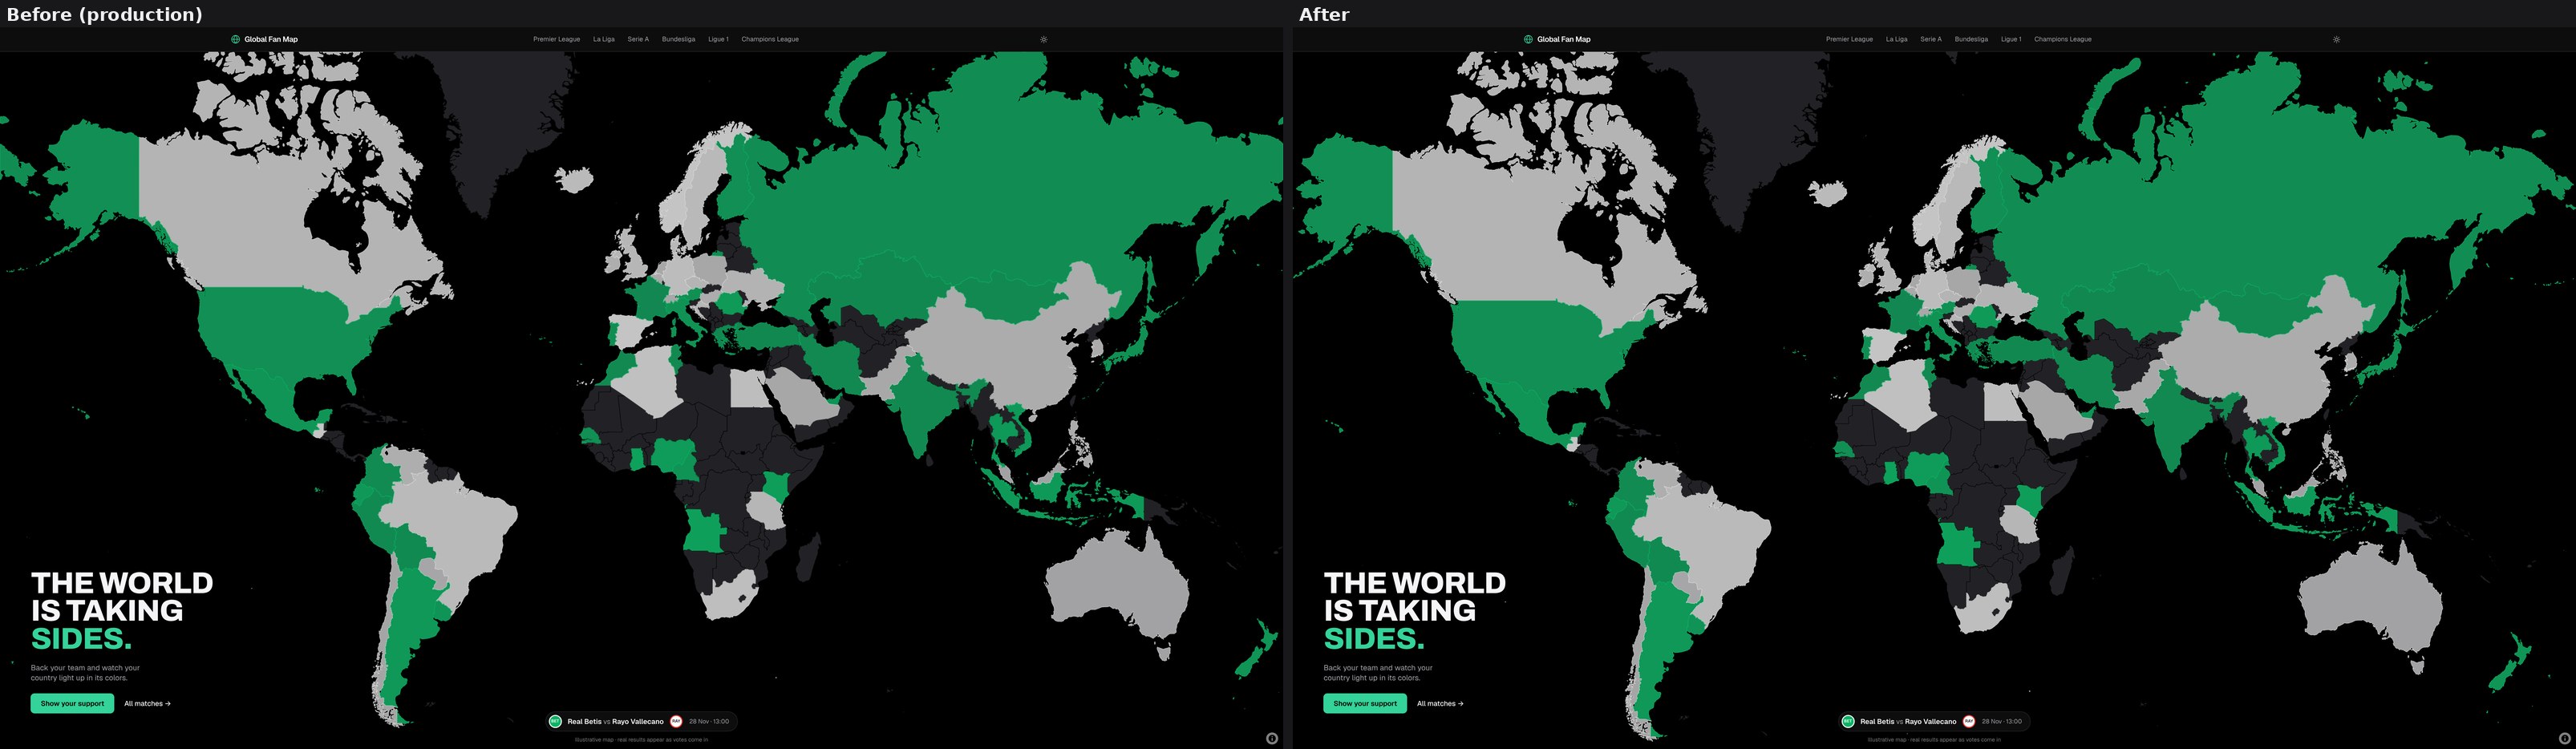 Before (production)
Global Fan Map
Premier League
La Liga
Serie A
Bundesliga
Ligue 1
Champions League
THE WORLD
IS TAKING
SIDES.
Back your team and watch your
country light up in its colors.
Show your support
All matches →
BET Real Betis vs Rayo Vallecano RAY 28 Nov · 13:00
Illustrative map · real results appear as votes come in
After
Global Fan Map
Premier League
La Liga
Serie A
Bundesliga
Ligue 1
Champions League
THE WORLD
IS TAKING
SIDES.
Back your team and watch your
country light up in its colors.
Show your support
All matches →
BET Real Betis vs Rayo Vallecano RAY 28 Nov · 13:00
Illustrative map · real results appear as votes come in